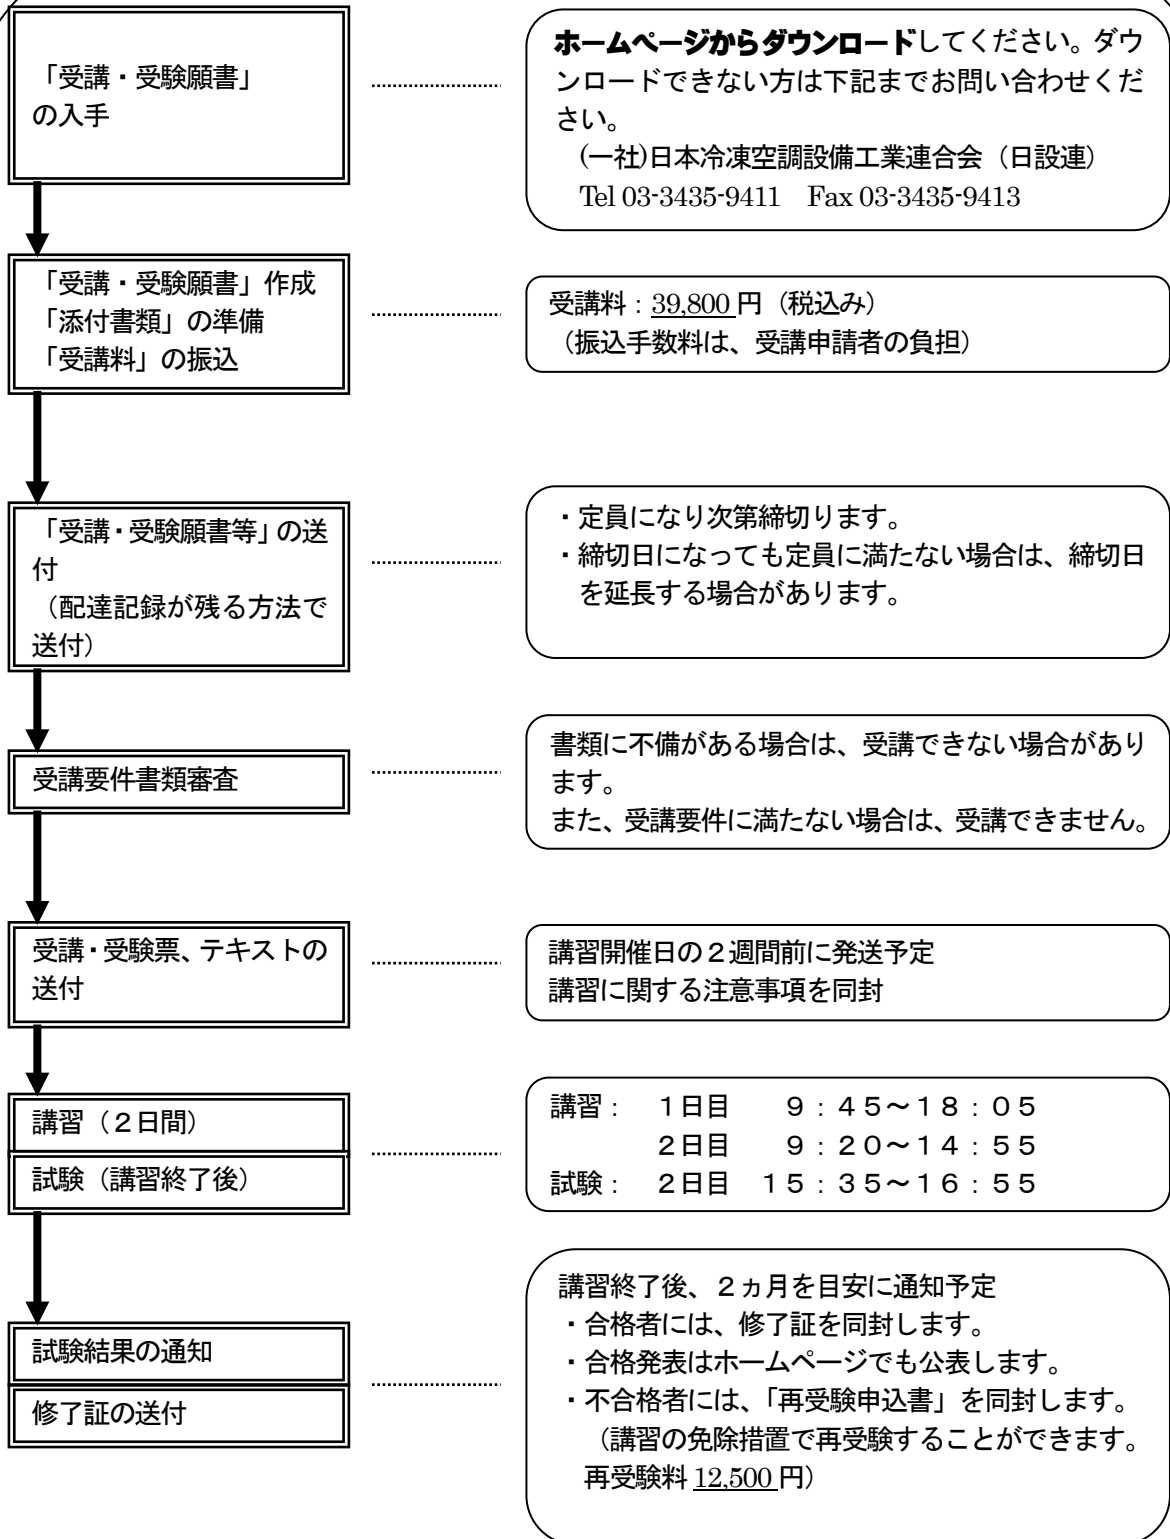 「受講・受験願書」
の入手
ホームページからダウンロードしてください。ダウ
ンロードできない方は下記までお問い合わせくだ
さい。
(一社)日本冷凍空調設備工業連合会（日設連）
Tel 03-3435-9411　Fax 03-3435-9413
「受講・受験願書」作成
「添付書類」の準備
「受講料」の振込
受講料：39,800円（税込み）
（振込手数料は、受講申請者の負担）
「受講・受験願書等」の送
付
（配達記録が残る方法で
送付）
・定員になり次第締切ります。
・締切日になっても定員に満たない場合は、締切日
を延長する場合があります。
受講要件書類審査
書類に不備がある場合は、受講できない場合があり
ます。
また、受講要件に満たない場合は、受講できません。
受講・受験票、テキストの
送付
講習開催日の２週間前に発送予定
講習に関する注意事項を同封
講習（２日間）
試験（講習終了後）
講習：　１日目　　９：４５～１８：０５
２日目　　９：２０～１４：５５
試験：　２日目　１５：３５～１６：５５
試験結果の通知
修了証の送付
講習終了後、２ヵ月を目安に通知予定
・合格者には、修了証を同封します。
・合格発表はホームページでも公表します。
・不合格者には、「再受験申込書」を同封します。
（講習の免除措置で再受験することができます。
再受験料 12,500円）